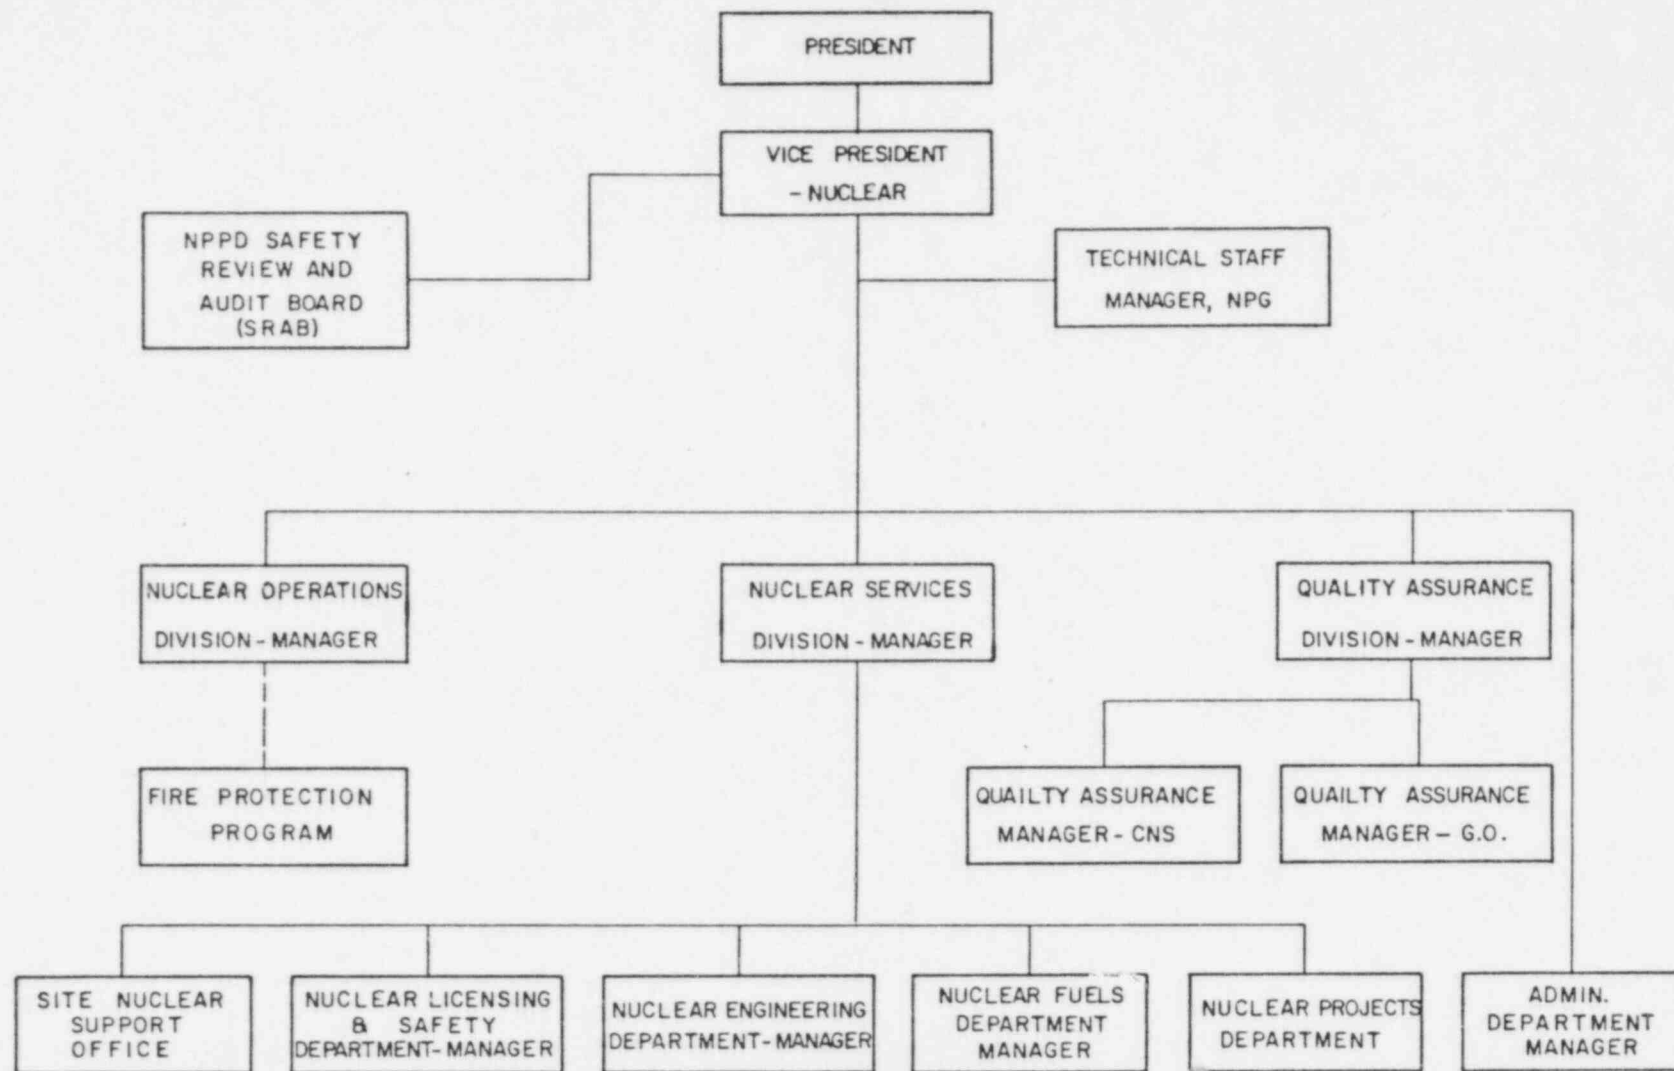 PRESIDENT
VICE PRESIDENT
- NUCLEAR
NPPD SAFETY
REVIEW AND
AUDIT BOARD
(SRAB)
TECHNICAL STAFF
MANAGER, NPG
NUCLEAR OPERATIONS
DIVISION - MANAGER
NUCLEAR SERVICES
DIVISION - MANAGER
QUALITY ASSURANCE
DIVISION - MANAGER
FIRE PROTECTION
PROGRAM
QUAILTY ASSURANCE
MANAGER - CNS
QUAILTY ASSURANCE
MANAGER — G.O.
SITE NUCLEAR
SUPPORT
OFFICE
NUCLEAR LICENSING
& SAFETY
DEPARTMENT-MANAGER
NUCLEAR ENGINEERING
DEPARTMENT-MANAGER
NUCLEAR FUELS
DEPARTMENT
MANAGER
NUCLEAR PROJECTS
DEPARTMENT
ADMIN.
DEPARTMENT
MANAGER